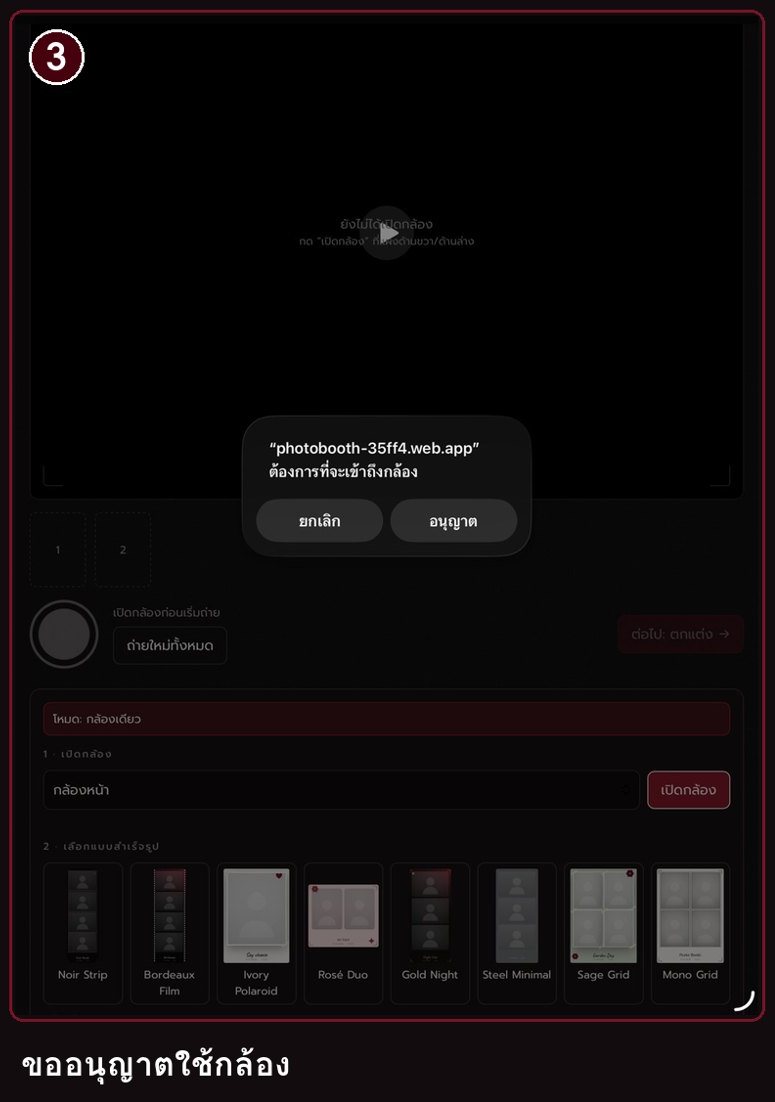 3
ยังไม่ได้เปิดกล้อง
กด “เปิดกล้อง” ที่แผงด้านขวา/ด้านล่าง
“photobooth-35ff4.web.app”
ต้องการที่จะเข้าถึงกล้อง
ยกเลิก
อนุญาต
1
2
เปิดกล้องก่อนเริ่มถ่าย
ถ่ายใหม่ทั้งหมด
ต่อไป: ตกแต่ง →
โหมด: กล้องเดียว
1 · เปิดกล้อง
กล้องหน้า
เปิดกล้อง
2 · เลือกแบบสำเร็จรูป
Noir Strip
Bordeaux
Film
Ivory
Polaroid
Rosé Duo
Gold Night
Steel Minimal
Sage Grid
Mono Grid
ขออนุญาตใช้กล้อง